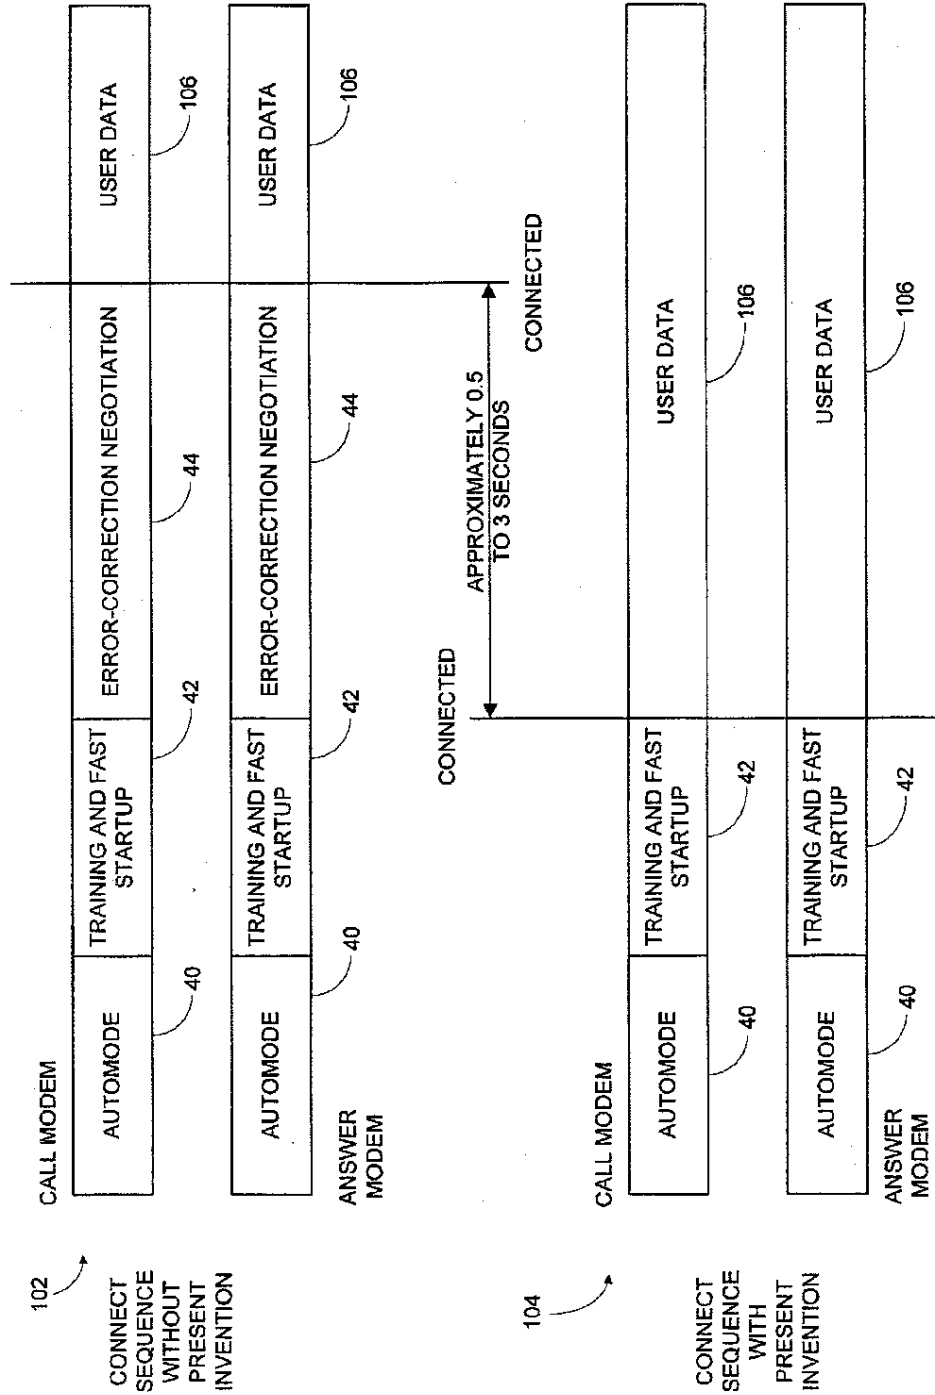 102
CONNECT
SEQUENCE
WITHOUT
PRESENT
INVENTION
CALL MODEM
AUTOMODE
TRAINING AND FAST
STARTUP
ERROR-CORRECTION NEGOTIATION
USER DATA
40
42
44
106
AUTOMODE
TRAINING AND FAST
STARTUP
ERROR-CORRECTION NEGOTIATION
USER DATA
ANSWER
MODEM
40
42
44
106
CONNECTED
APPROXIMATELY 0.5
TO 3 SECONDS
CONNECTED
104
CONNECT
SEQUENCE
WITH
PRESENT
INVENTION
CALL MODEM
AUTOMODE
TRAINING AND FAST
STARTUP
USER DATA
40
42
106
AUTOMODE
TRAINING AND FAST
STARTUP
USER DATA
ANSWER
MODEM
40
42
106